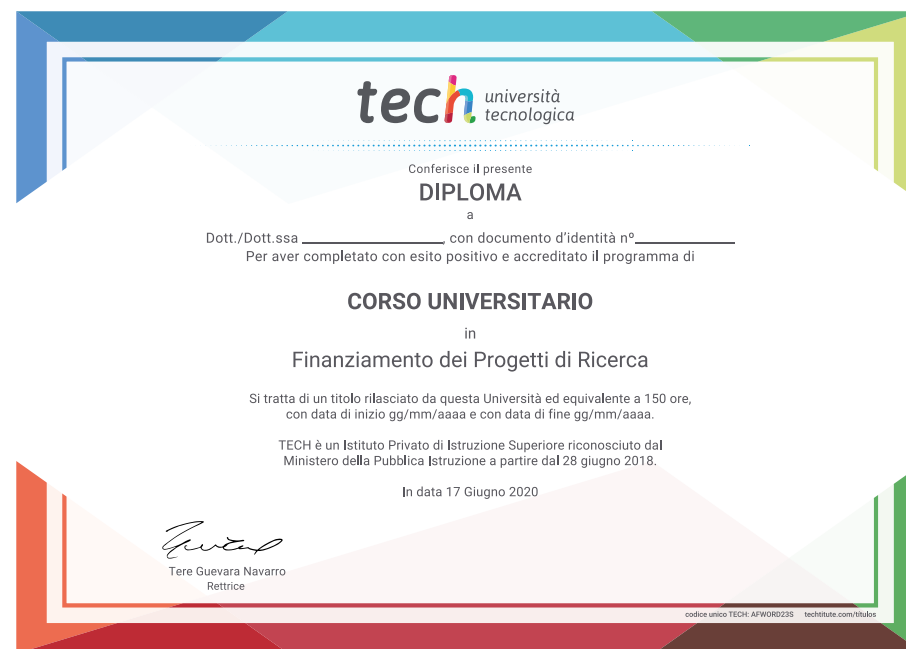 tech università
tecnologica
Conferisce il presente
DIPLOMA
a
Dott./Dott.ssa ________________, con documento d'identità nº____________
Per aver completato con esito positivo e accreditato il programma di
CORSO UNIVERSITARIO
in
Finanziamento dei Progetti di Ricerca
Si tratta di un titolo rilasciato da questa Università ed equivalente a 150 ore,
con data di inizio gg/mm/aaaa e con data di fine gg/mm/aaaa.
TECH è un Istituto Privato di Istruzione Superiore riconosciuto dal
Ministero della Pubblica Istruzione a partire dal 28 giugno 2018.
In data 17 Giugno 2020
Tere Guevara Navarro
Rettrice
codice unico TECH: AFWORD23S techtitute.com/titulos